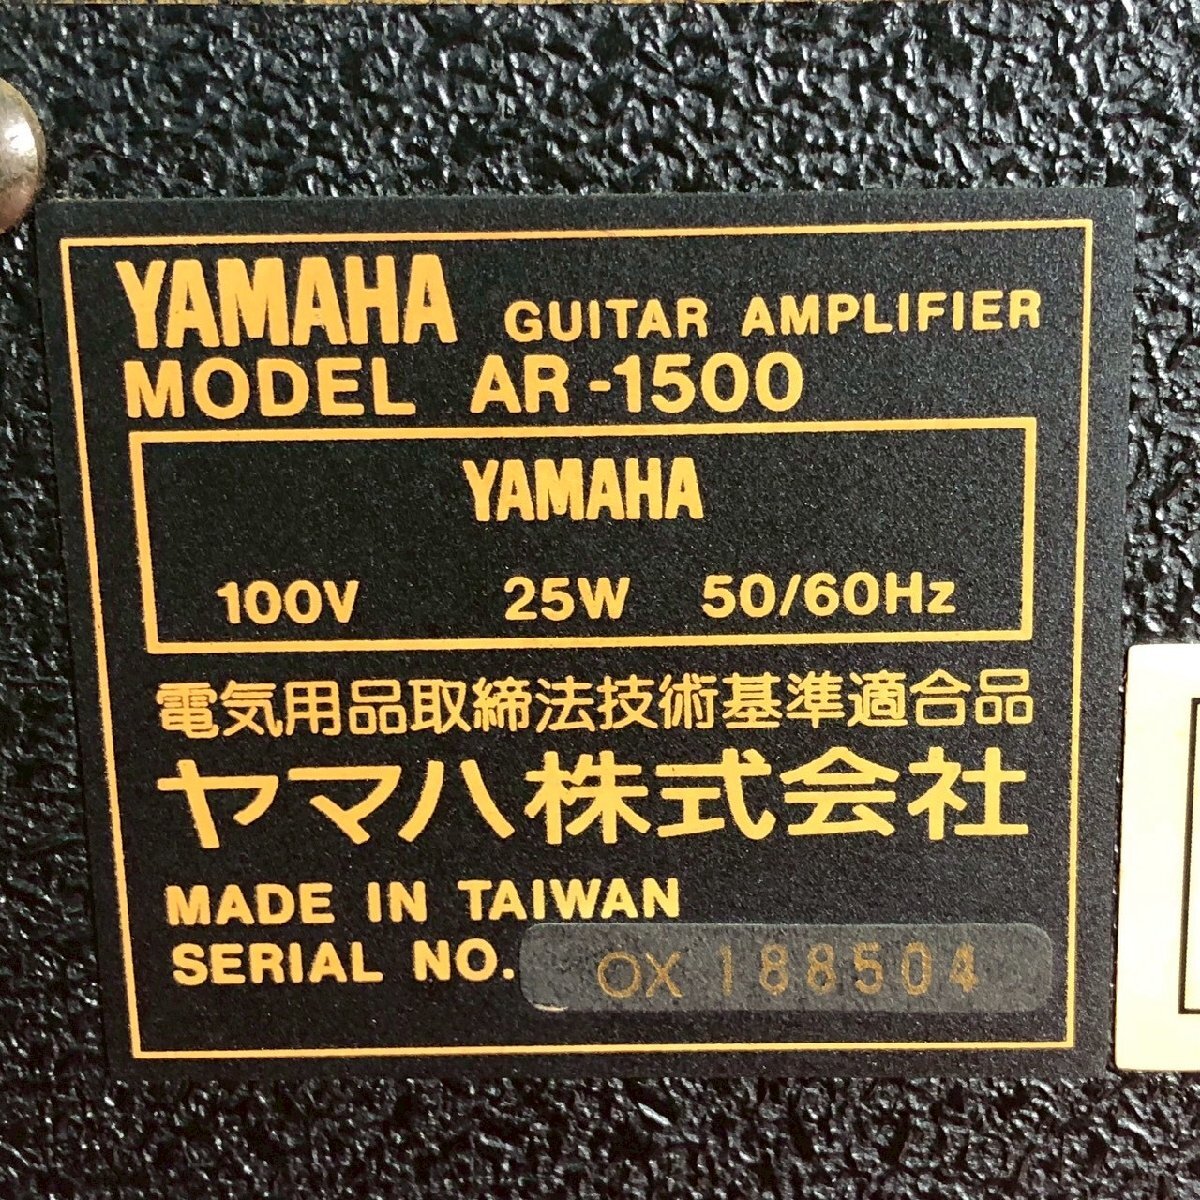 YAMAHA GUITAR AMPLIFIER
MODEL AR-1500
YAMAHA
100V 25W 50/60Hz
電気用品取締法技術基準適合品
ヤマハ株式会社
MADE IN TAIWAN
SERIAL NO. OX 188504